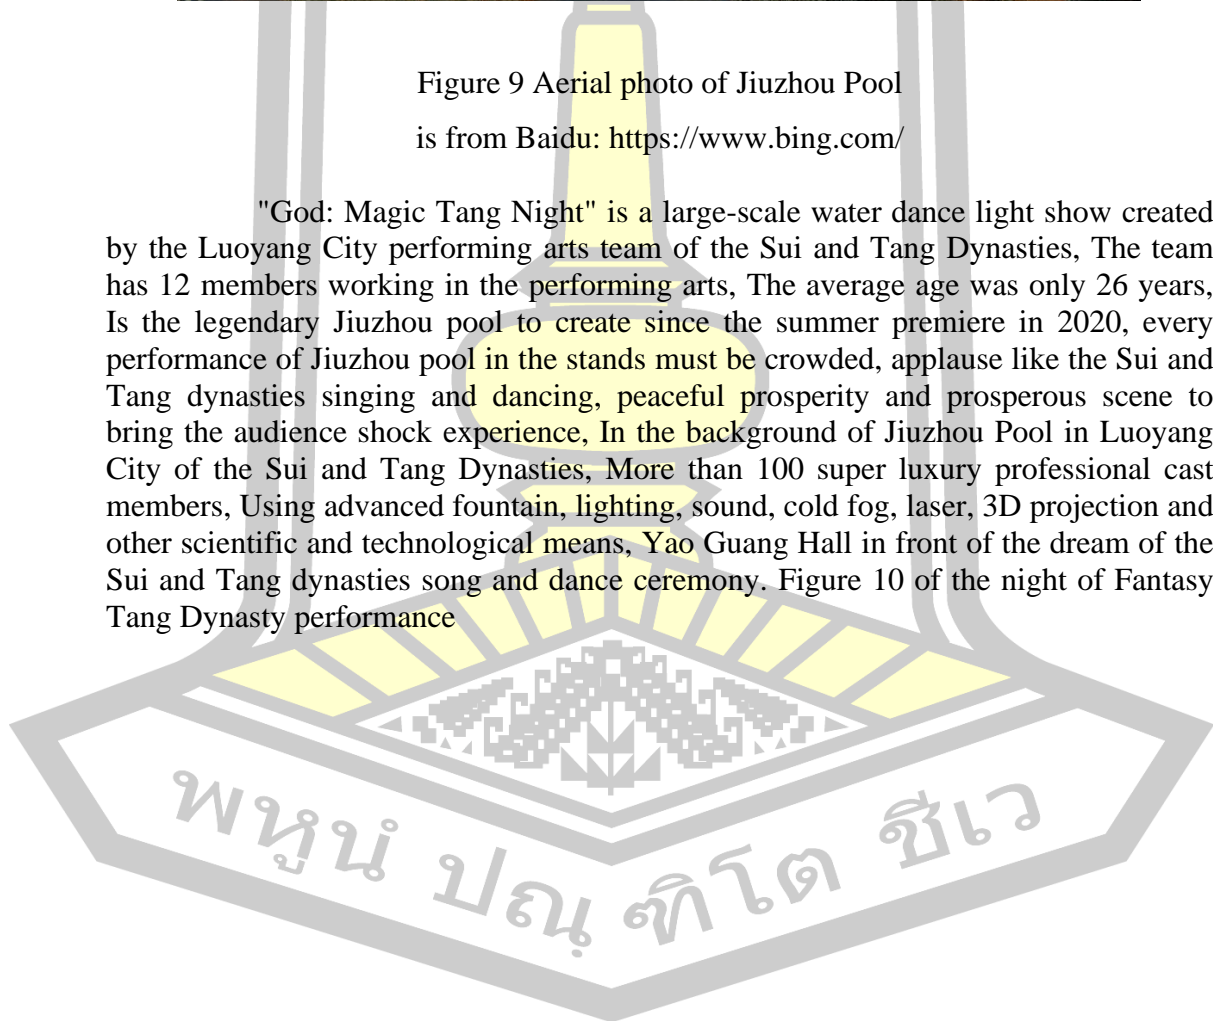 Figure 9 Aerial photo of Jiuzhou Pool
is from Baidu: https://www.bing.com/
"God: Magic Tang Night" is a large-scale water dance light show created
by the Luoyang City performing arts team of the Sui and Tang Dynasties, The team
has 12 members working in the performing arts, The average age was only 26 years,
Is the legendary Jiuzhou pool to create since the summer premiere in 2020, every
performance of Jiuzhou pool in the stands must be crowded, applause like the Sui and
Tang dynasties singing and dancing, peaceful prosperity and prosperous scene to
bring the audience shock experience, In the background of Jiuzhou Pool in Luoyang
City of the Sui and Tang Dynasties, More than 100 super luxury professional cast
members, Using advanced fountain, lighting, sound, cold fog, laser, 3D projection and
other scientific and technological means, Yao Guang Hall in front of the dream of the
Sui and Tang dynasties song and dance ceremony. Figure 10 of the night of Fantasy
Tang Dynasty performance
พหูนํ ปณฺ ฑิโต ชีเว